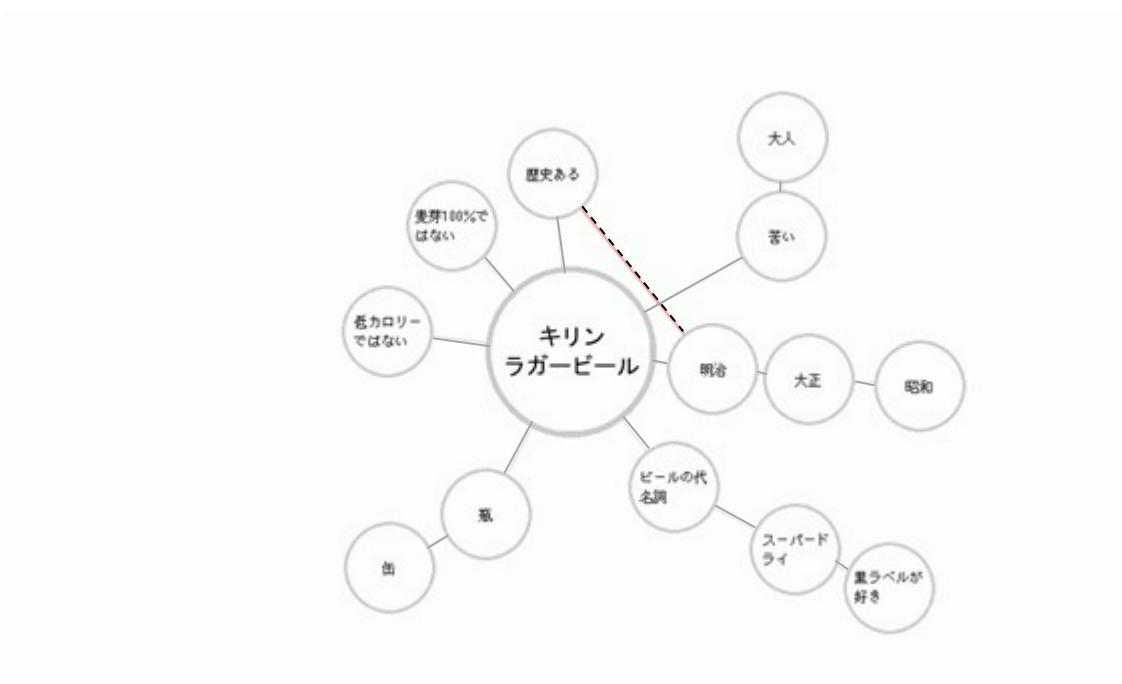 大人
歴史ある
麦芽100%で
はない
苦い
低カロリー
ではない
キリン
ラガービール
明治
大正
昭和
ビールの代
名詞
瓶
スーパード
ライ
缶
黒ラベルが
好き